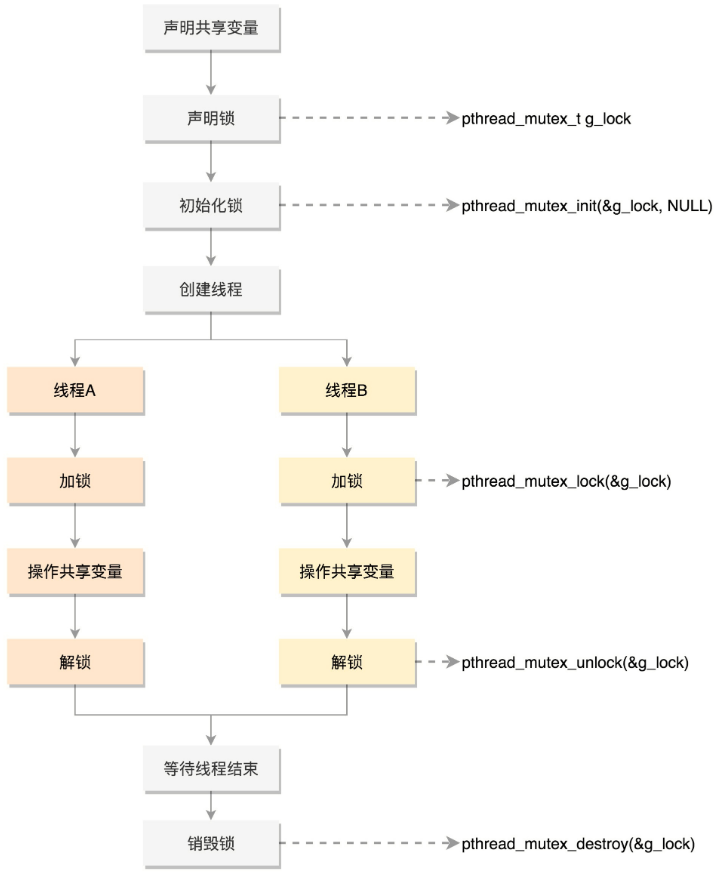 声明共享变量
声明锁
pthread_mutex_t g_lock
初始化锁
pthread_mutex_init(&g_lock, NULL)
创建线程
线程A
线程B
加锁
加锁
pthread_mutex_lock(&g_lock)
操作共享变量
操作共享变量
解锁
解锁
pthread_mutex_unlock(&g_lock)
等待线程结束
销毁锁
pthread_mutex_destroy(&g_lock)